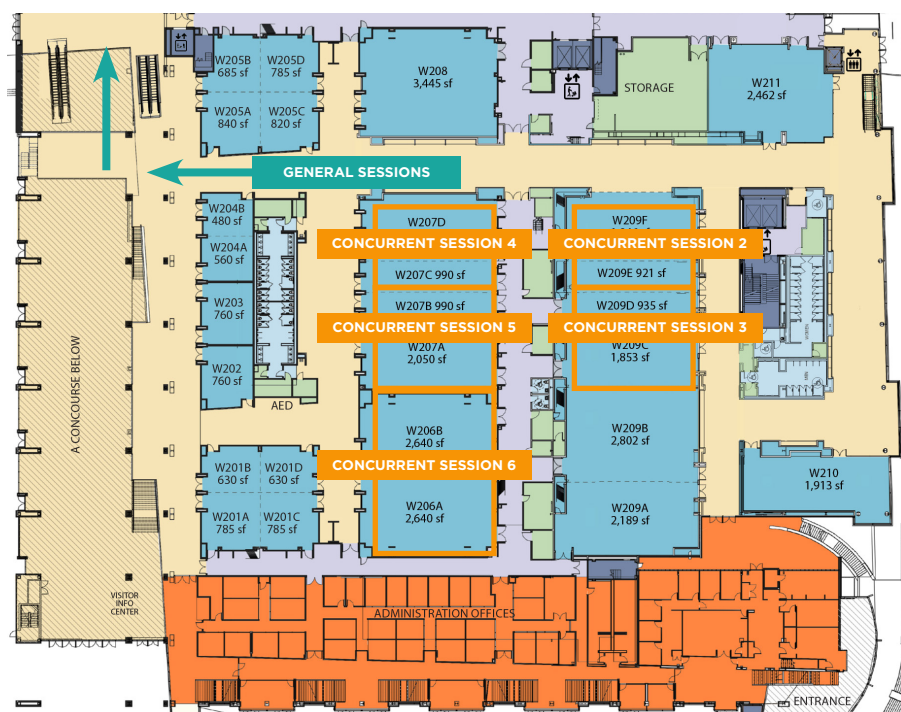 W205B
685 sf
W205D
785 sf
W205A
840 sf
W205C
820 sf
W208
3,445 sf
STORAGE
W211
2,462 sf
GENERAL SESSIONS
W204B
480 sf
W204A
560 sf
W203
760 sf
W202
760 sf
AED
W207D
CONCURRENT SESSION 4
W207C 990 sf
W207B 990 sf
CONCURRENT SESSION 5
W207A
2,050 sf
W206B
2,640 sf
CONCURRENT SESSION 6
W206A
2,640 sf
W209F
CONCURRENT SESSION 2
W209E 921 sf
W209D 935 sf
CONCURRENT SESSION 3
W209C
1,853 sf
W209B
2,802 sf
W209A
2,189 sf
W210
1,913 sf
WOMEN
MEN
A CONCOURSE BELOW
W201B
630 sf
W201D
630 sf
W201A
785 sf
W201C
785 sf
VISITOR
INFO
CENTER
ADMINISTRATION OFFICES
ENTRANCE